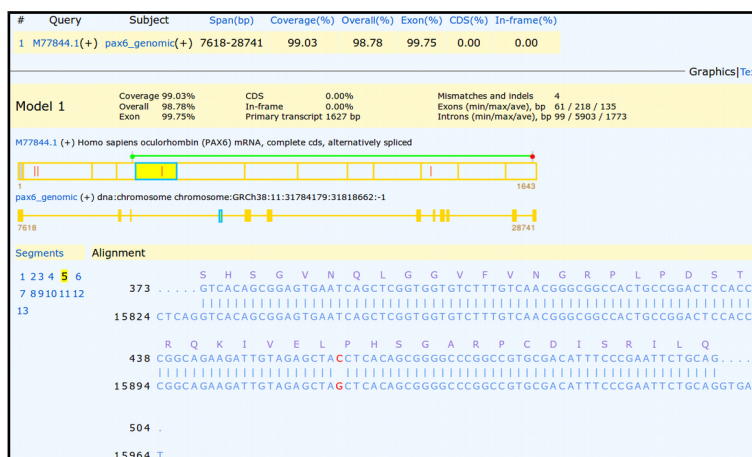 # Query Subject Span(bp) Coverage(%) Overall(%) Exon(%) CDS(%) In-frame(%)
1 M77844.1(+) pax6_genomic(+) 7618-28741 99.03 98.78 99.75 0.00 0.00
Graphics|Te
Model 1
Coverage 99.03% CDS 0.00% Mismatches and indels 4
Overall 98.78% In-frame 0.00% Exons (min/max/ave), bp 61 / 218 / 135
Exon 99.75% Primary transcript 1627 bp Introns (min/max/ave), bp 99 / 5903 / 1773
M77844.1 (+) Homo sapiens oculorhombin (PAX6) mRNA, complete cds, alternatively spliced
1 1643
pax6_genomic (+) dna:chromosome chromosome:GRCh38:11:31784179:31818662:-1
7618 28741
Segments Alignment
1 2 3 4 5 6
7 8 9 10 11 12
13
S H S G V N Q L G G V F V N G R P L P D S T
373 .....GTCACAGCGGAGTGAATCAGCTCGGTGGTGTCTTTGTCAACGGGCGGCCACTGCCGGACTCCACC
15824 CTCAGGTCACAGCGGAGTGAATCAGCTCGGTGGTGTCTTTGTCAACGGGCGGCCACTGCCGGACTCCACC
R Q K I V E L P H S G A R P C D I S R I L Q
438 CGGCAGAAGATTGTAGAGCTACCTCACAGCGGGGCCCGGCCGTGCGACATTTCCCGAATTCTGCAG....
15894 CGGCAGAAGATTGTAGAGCTAGCTCACAGCGGGGCCCGGCCGTGCGACATTTCCCGAATTCTGCAGGTGA
504 .
15964 T